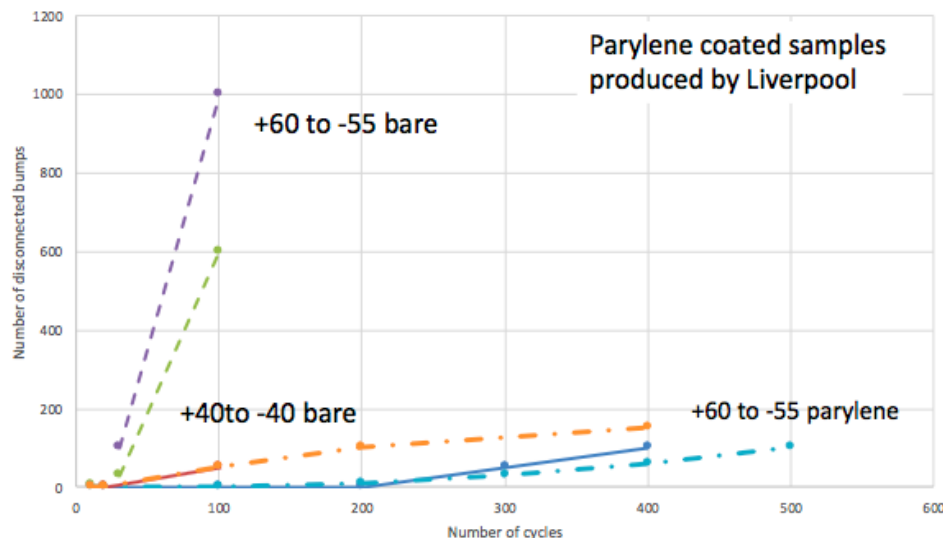 1200
Parylene coated samples
produced by Liverpool
1000
+60 to -55 bare
800
Number of disconnected bumps
600
400
200
+40to -40 bare
+60 to -55 parylene
0
0 100 200 300 400 500 600
Number of cycles